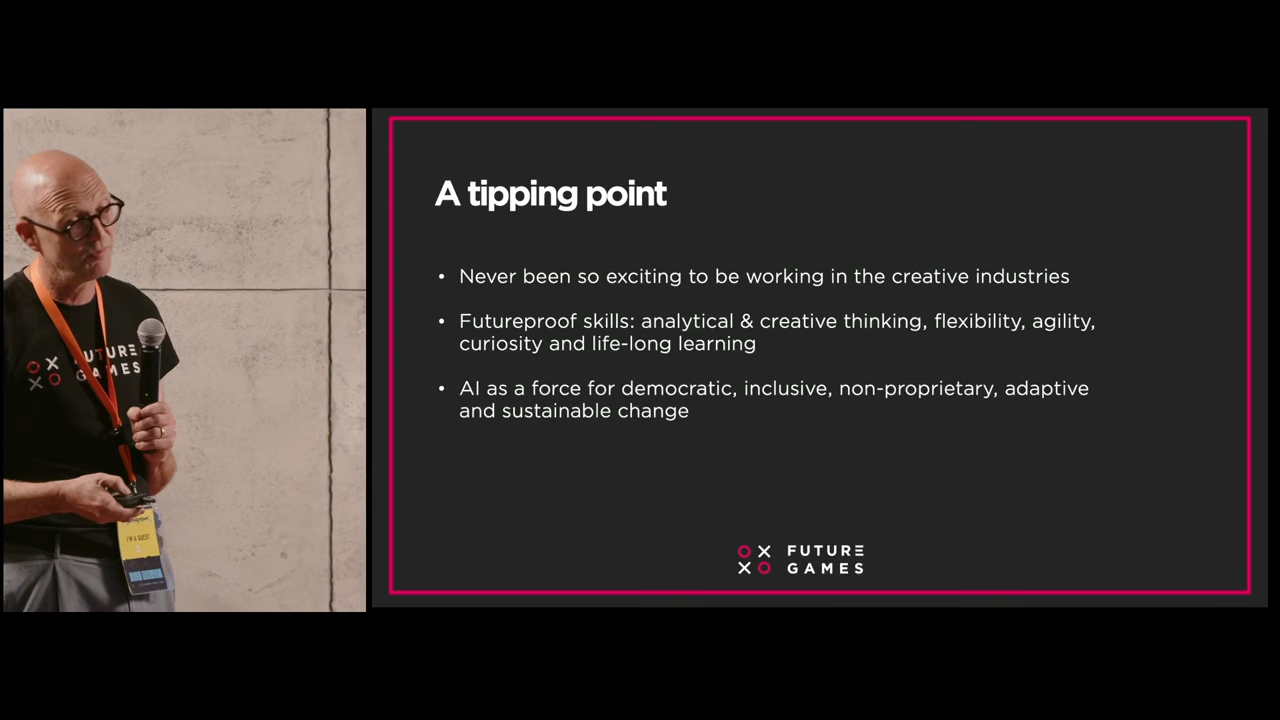 A tipping point
• Never been so exciting to be working in the creative industries
• Futureproof skills: analytical & creative thinking, flexibility, agility,
curiosity and life-long learning
• AI as a force for democratic, inclusive, non-proprietary, adaptive
and sustainable change
FUTURE
GAMES
FUTURE
GAMES
I'M A GUEST